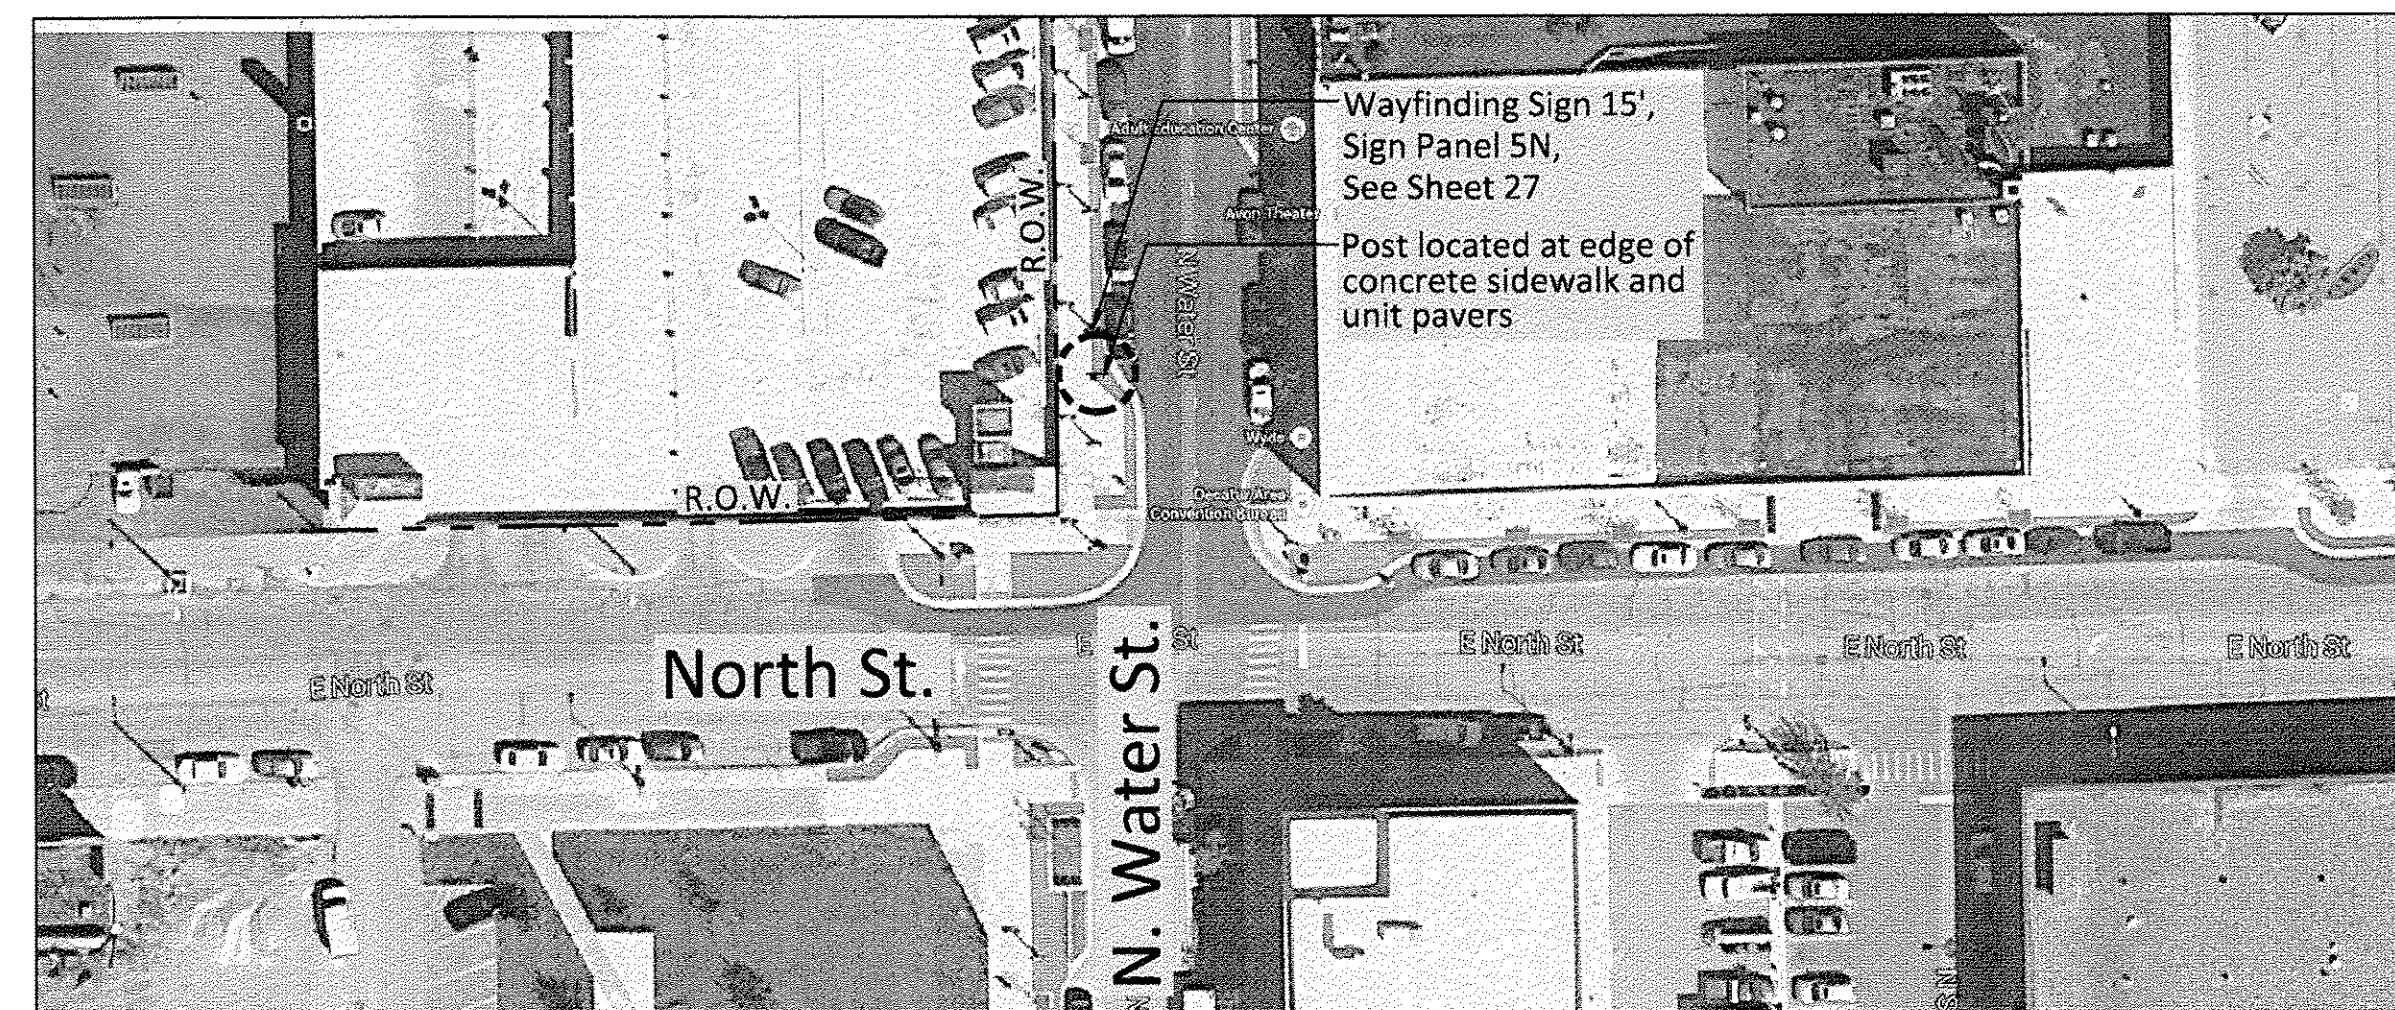 Wayfinding Sign 15',
Sign Panel 5N,
See Sheet 27
Post located at edge of
concrete sidewalk and
unit pavers
Adult Education Center
Avon Theater
R.O.W.
N Water St
Wyde
R.O.W.
Decatur Area
Convention Bureau
North St.
N. Water St.
E North St
E St
E North St
E North St
E North St